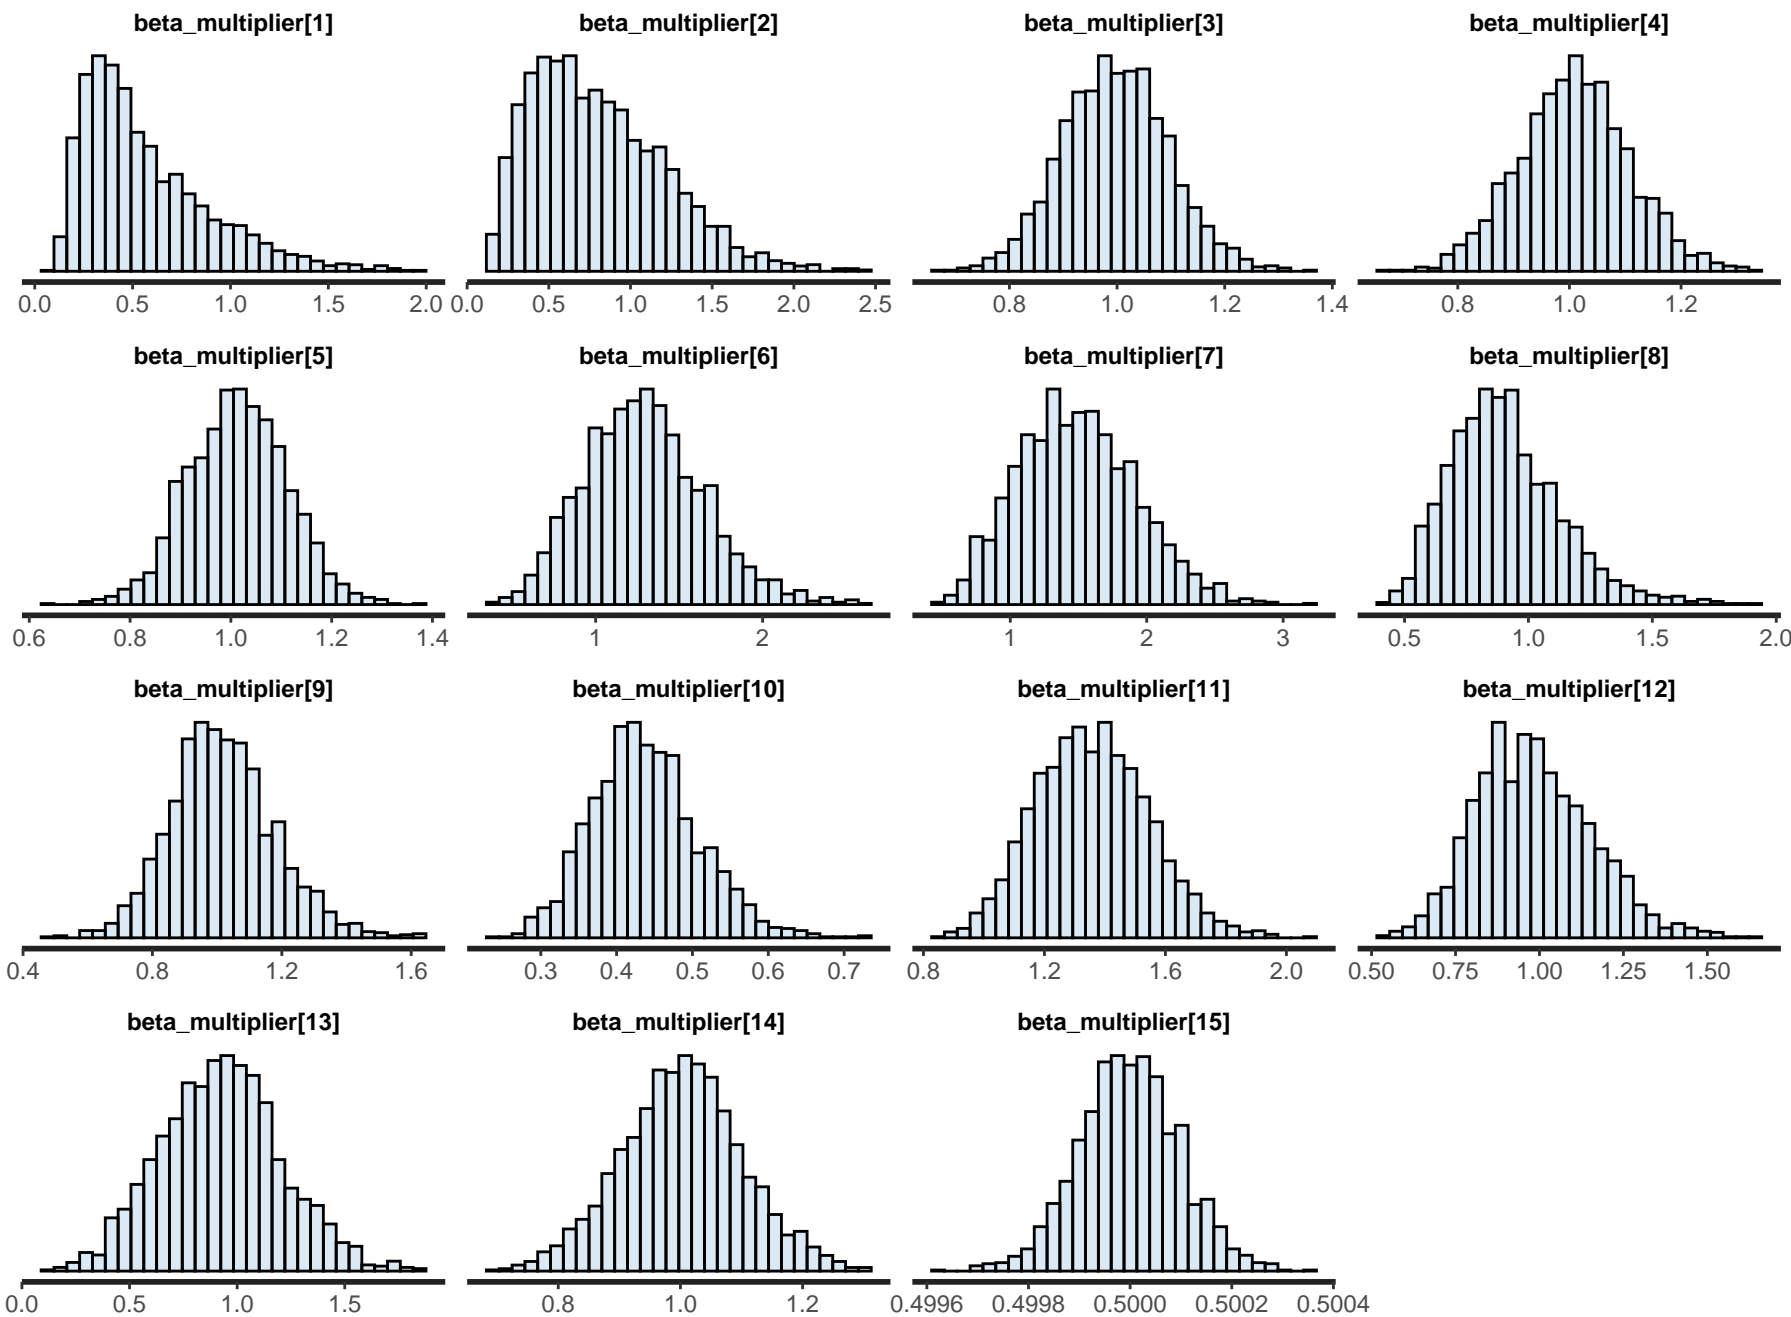 beta_multiplier[1] beta_multiplier[2] beta_multiplier[3] beta_multiplier[4]
0.0 0.5 1.0 1.5 2.0 0.0 0.5 1.0 1.5 2.0 2.5 0.8 1.0 1.2 1.4 0.8 1.0 1.2
beta_multiplier[5] beta_multiplier[6] beta_multiplier[7] beta_multiplier[8]
0.6 0.8 1.0 1.2 1.4 1 2 1 2 3 0.5 1.0 1.5 2.0
beta_multiplier[9] beta_multiplier[10] beta_multiplier[11] beta_multiplier[12]
0.4 0.8 1.2 1.6 0.3 0.4 0.5 0.6 0.7 0.8 1.2 1.6 2.0 0.50 0.75 1.00 1.25 1.50
beta_multiplier[13] beta_multiplier[14] beta_multiplier[15]
0.0 0.5 1.0 1.5 0.8 1.0 1.2 0.4996 0.4998 0.5000 0.5002 0.5004